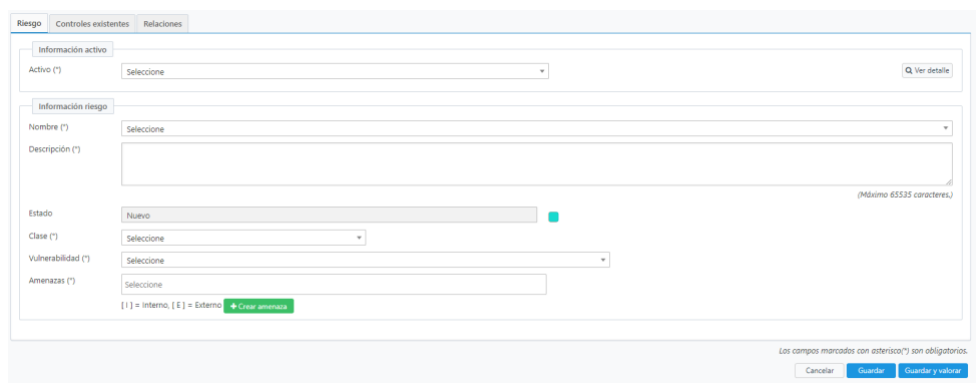 Riesgo Controles existentes Relaciones
Información activo
Activo (*) Seleccione Ver detalle
Información riesgo
Nombre (*) Seleccione
Descripción (*)
(Máximo 65535 caracteres.)
Estado Nuevo
Clase (*) Seleccione
Vulnerabilidad (*) Seleccione
Amenazas (*) Seleccione
[ I ] = Interno, [ E ] = Externo + Crear amenaza
Los campos marcados con asterisco(*) son obligatorios.
Cancelar Guardar Guardar y valorar